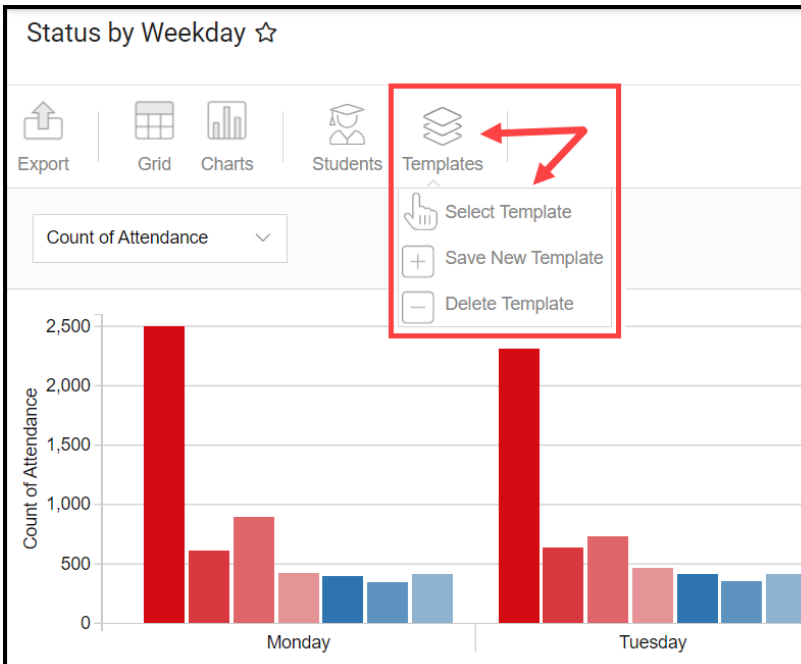 Status by Weekday
Export Grid Charts Students Templates
Select Template
Save New Template
Delete Template
Count of Attendance
2,500
2,000
1,500
1,000
500
0
Count of Attendance
Monday Tuesday